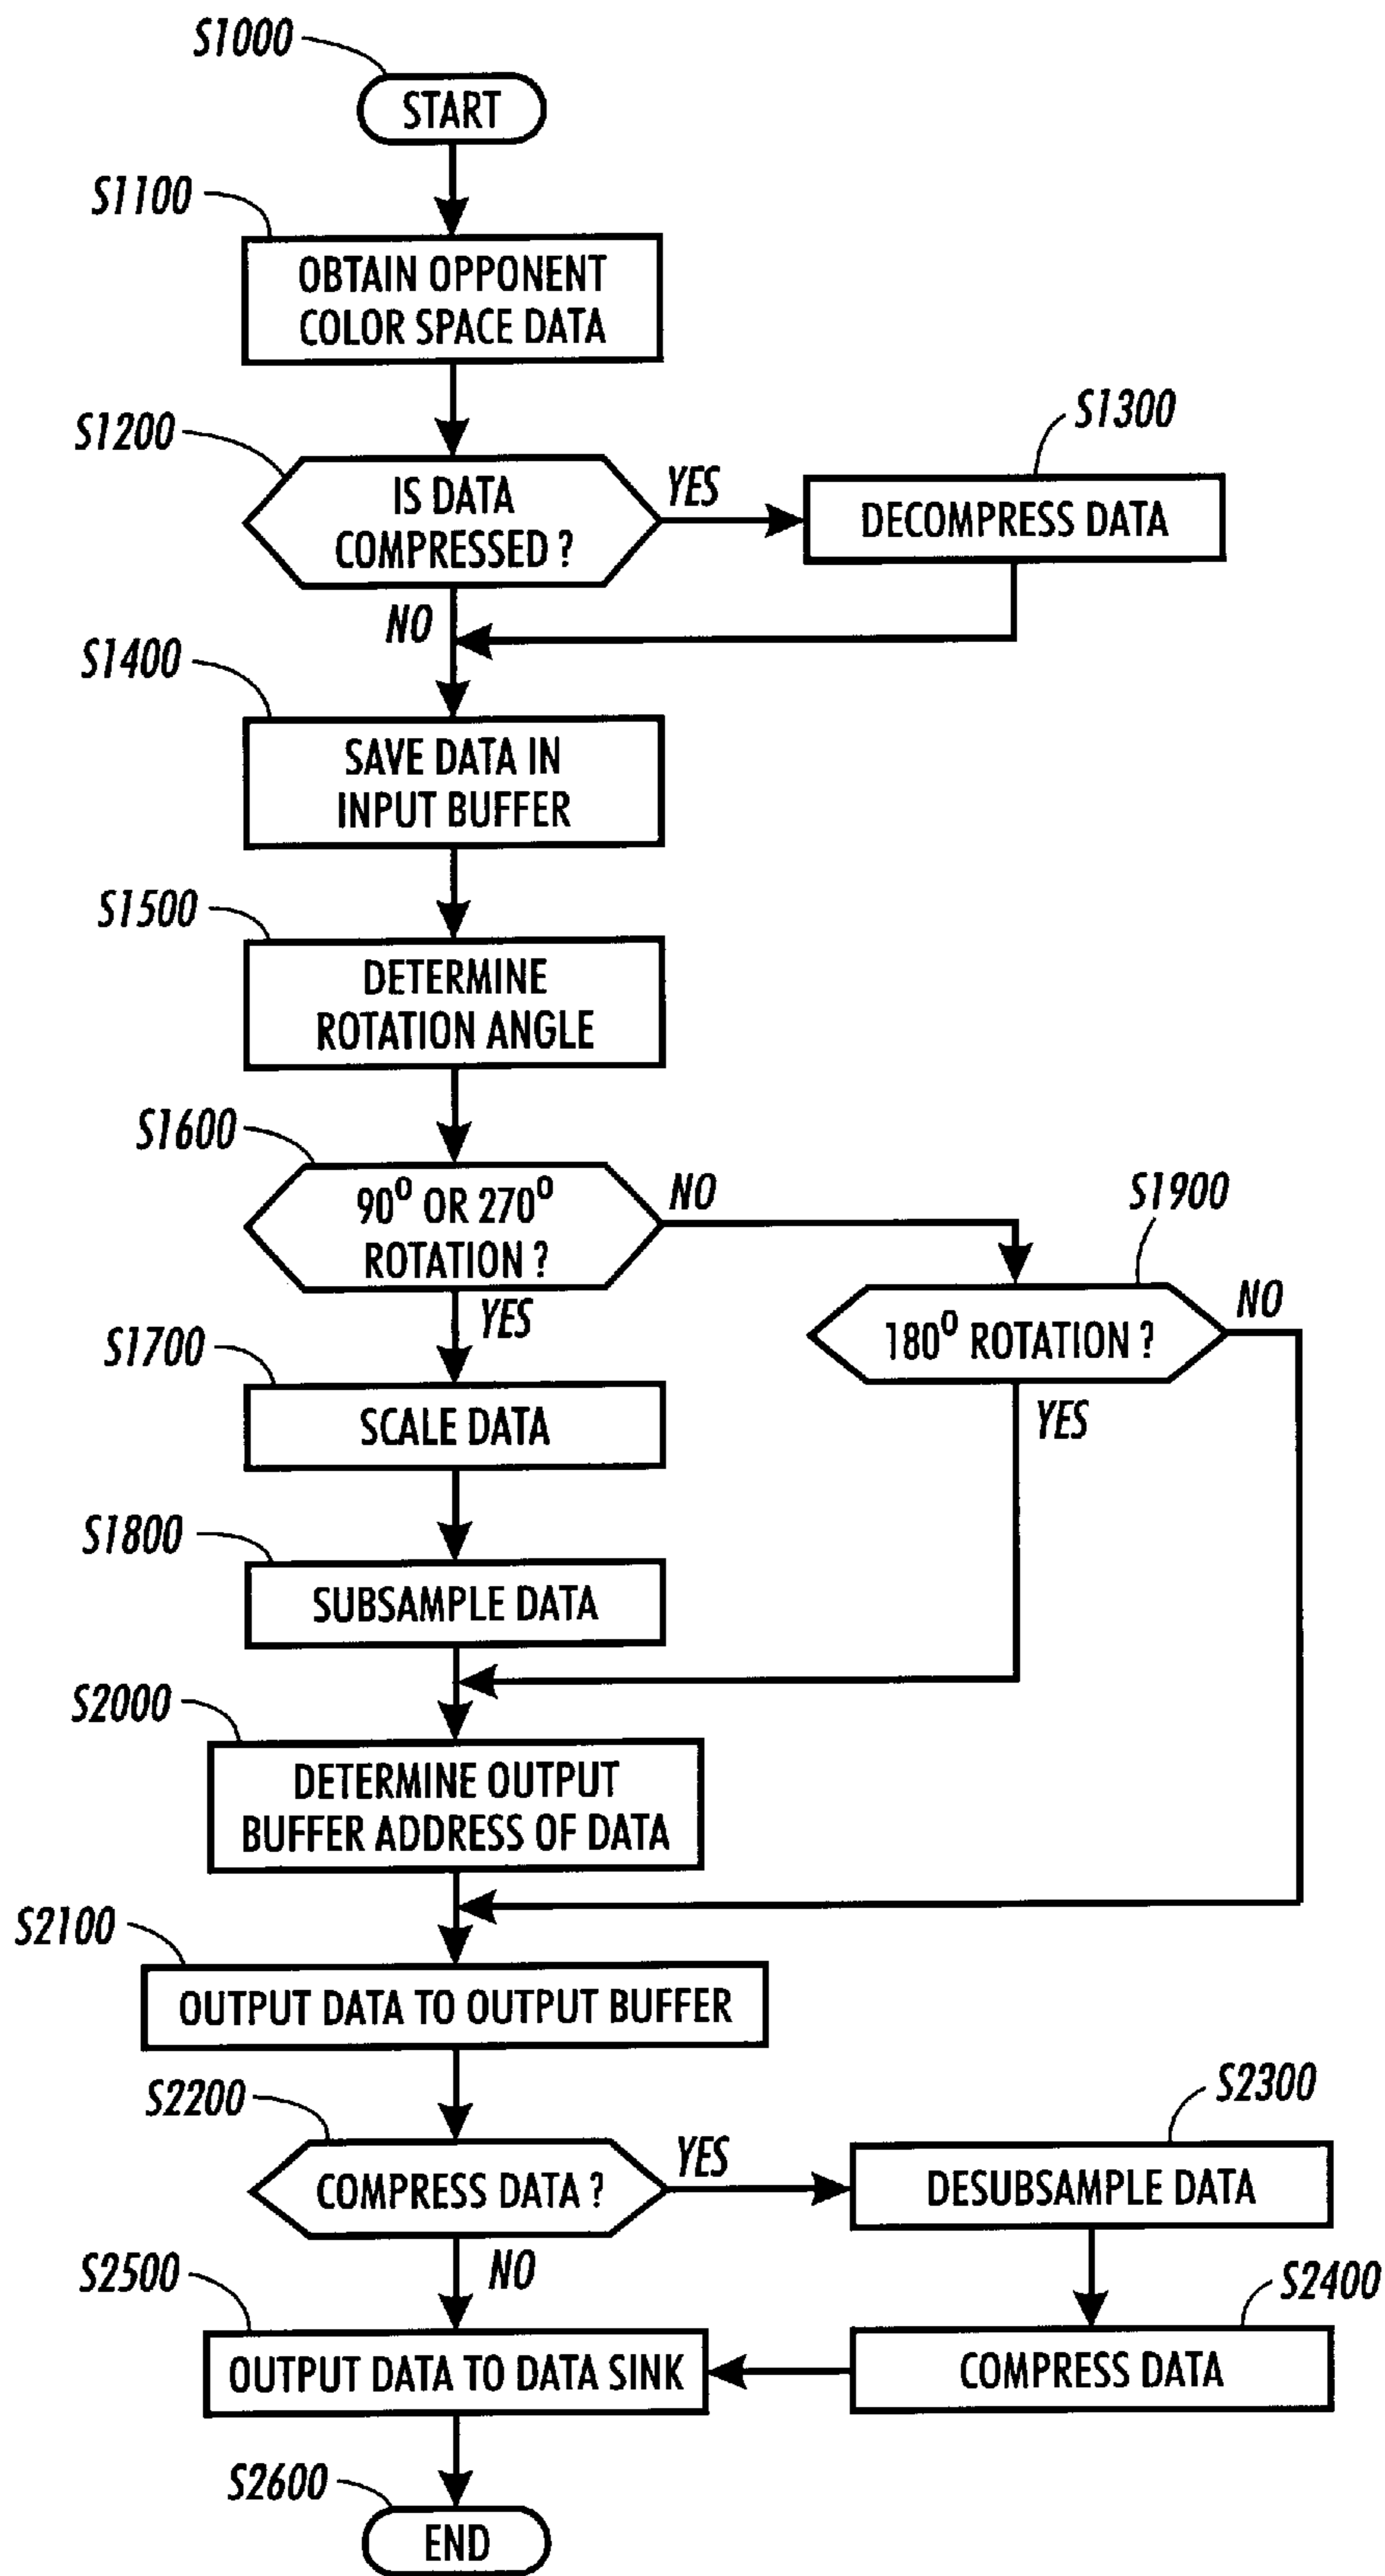 S1000
START
S1100
OBTAIN OPPONENT
COLOR SPACE DATA
S1200
IS DATA
COMPRESSED ?
YES
S1300
DECOMPRESS DATA
NO
S1400
SAVE DATA IN
INPUT BUFFER
S1500
DETERMINE
ROTATION ANGLE
S1600
90° OR 270°
ROTATION ?
NO
S1900
180° ROTATION ?
NO
YES
YES
S1700
SCALE DATA
S1800
SUBSAMPLE DATA
S2000
DETERMINE OUTPUT
BUFFER ADDRESS OF DATA
S2100
OUTPUT DATA TO OUTPUT BUFFER
S2200
COMPRESS DATA ?
YES
S2300
DESUBSAMPLE DATA
NO
S2400
COMPRESS DATA
S2500
OUTPUT DATA TO DATA SINK
S2600
END